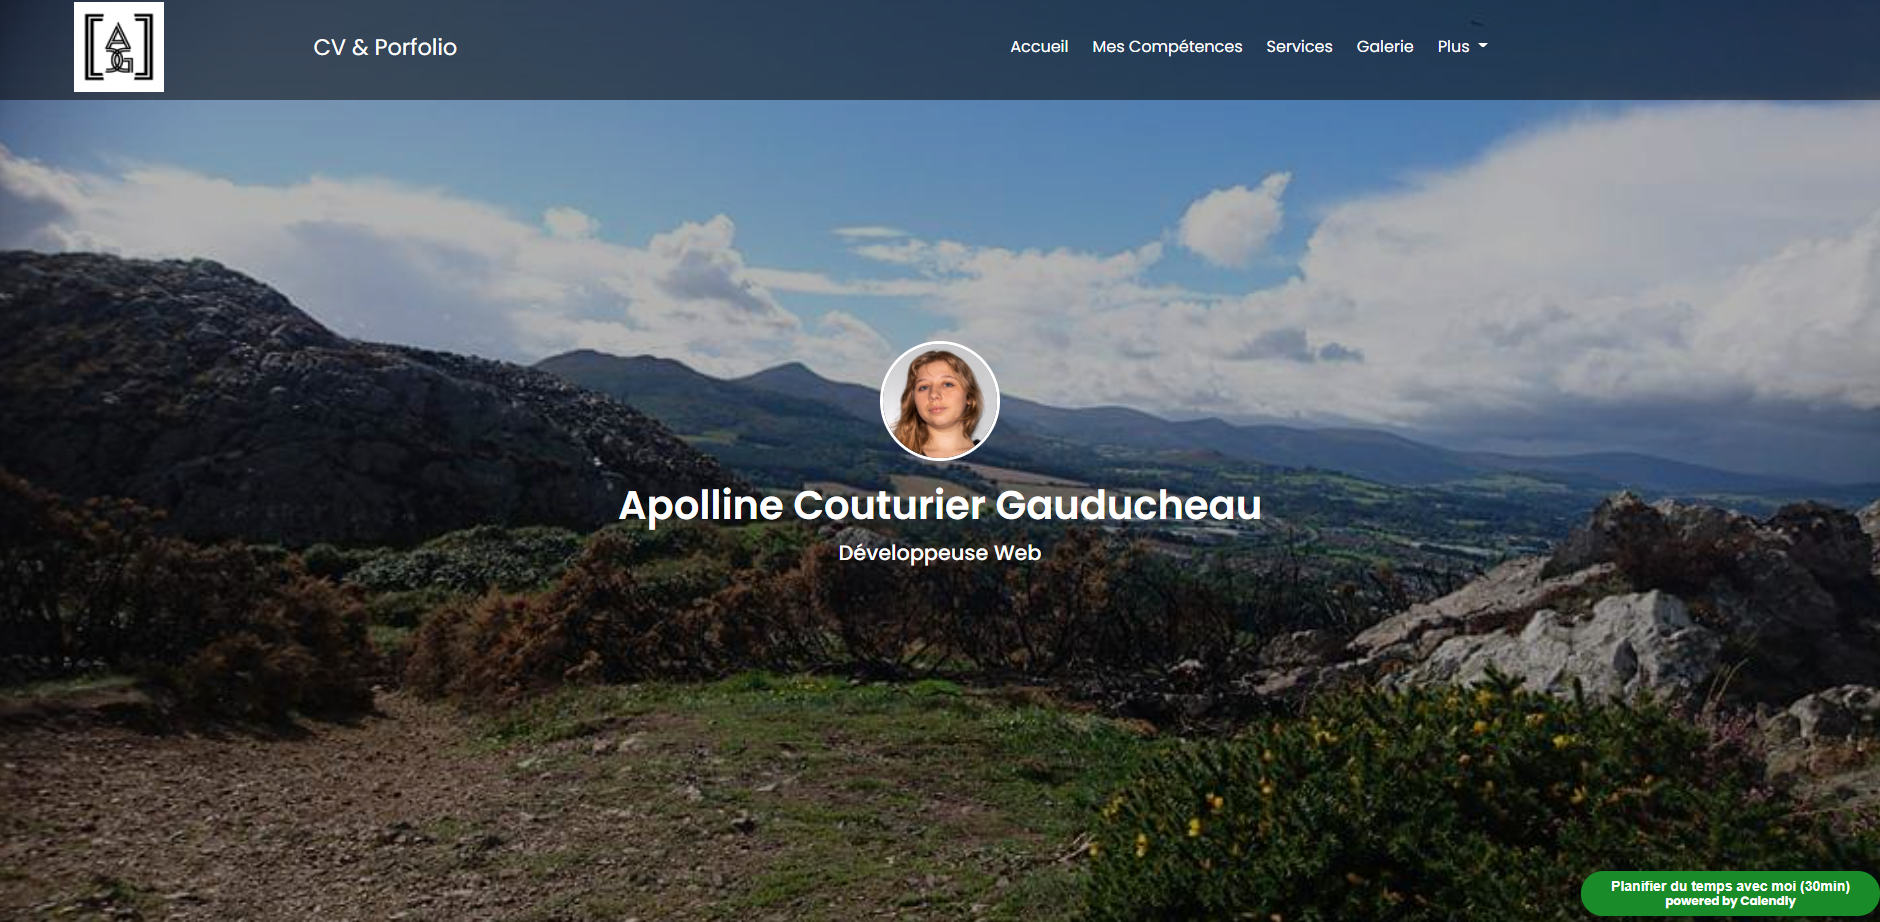 AGG
CV & Porfolio
Accueil
Mes Compétences
Services
Galerie
Plus
Apolline Couturier Gauducheau
Développeuse Web
Planifier du temps avec moi (30min)
powered by Calendly